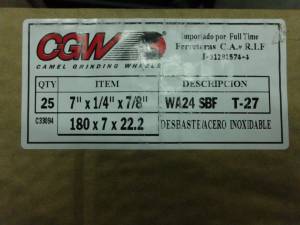 CGW
CAMEL GRINDING WHEELS
Importado por Full Time
Ferreteras C.A. R.I.F
QTY ITEM DESCRIPCION
25 7" x 1/4" x 7/8" WA24 SBF T-27
C33094 180 x 7 x 22.2 DESBASTE/ACERO INOXIDABLE